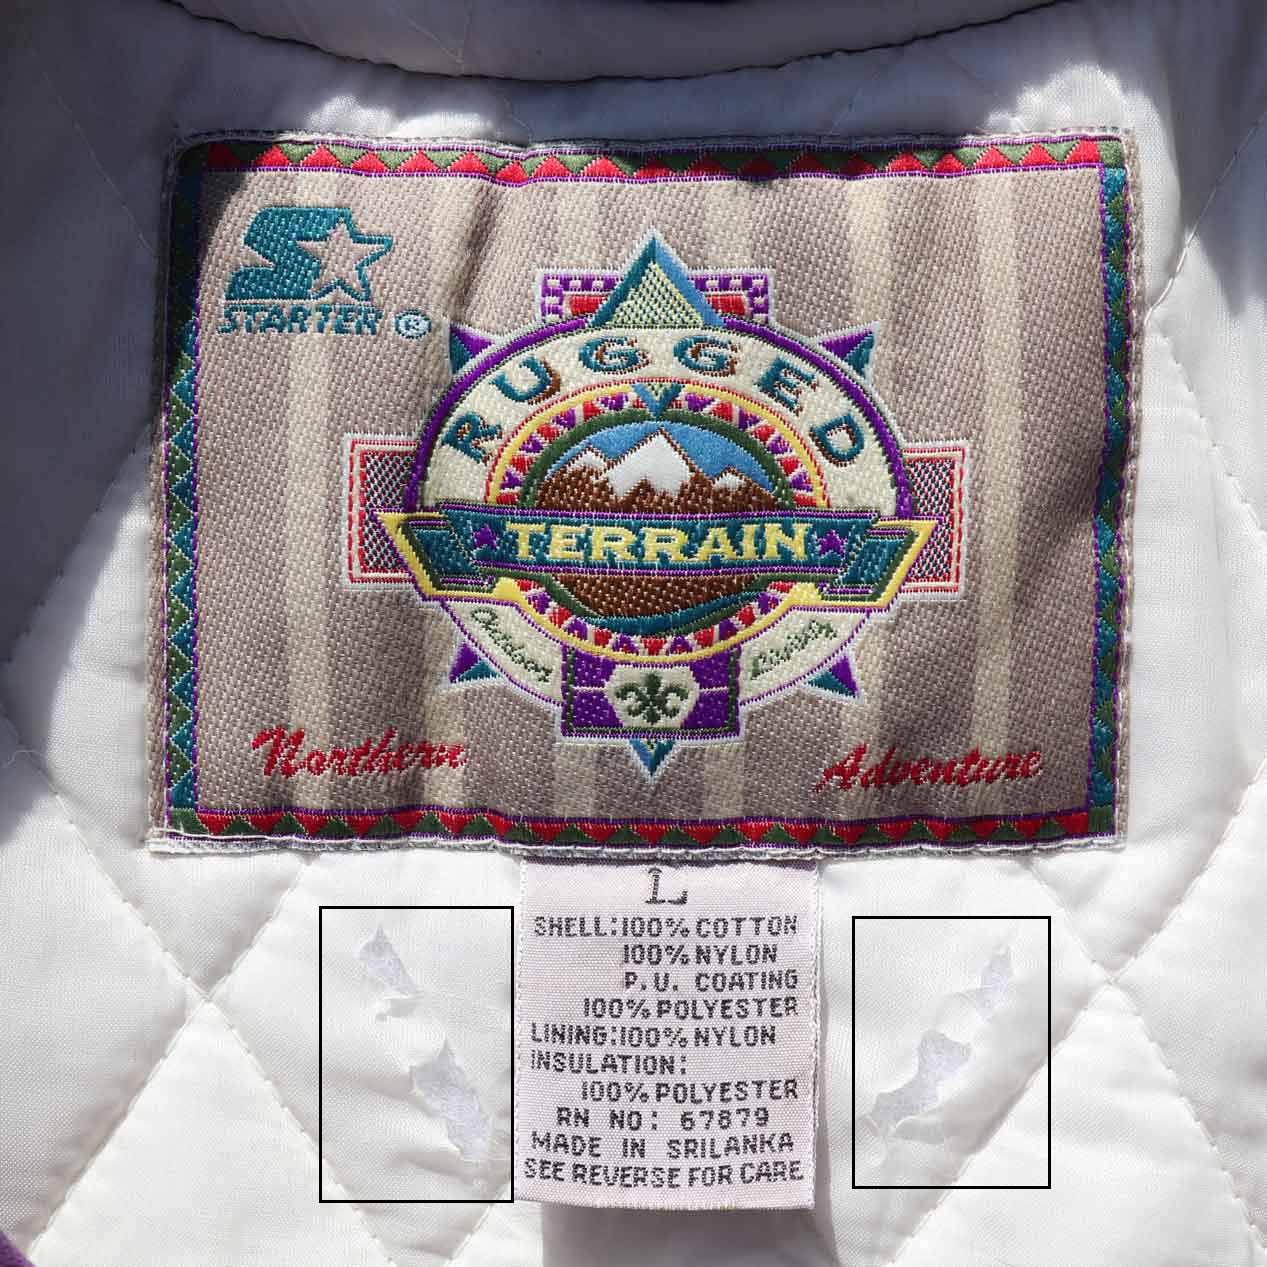 STARTER ®
RUGGED
TERRAIN
Northern
Adventure
L
SHELL:100% COTTON
100% NYLON
P.U. COATING
100% POLYESTER
LINING:100% NYLON
INSULATION:
100% POLYESTER
RN NO: 67879
MADE IN SRILANKA
SEE REVERSE FOR CARE